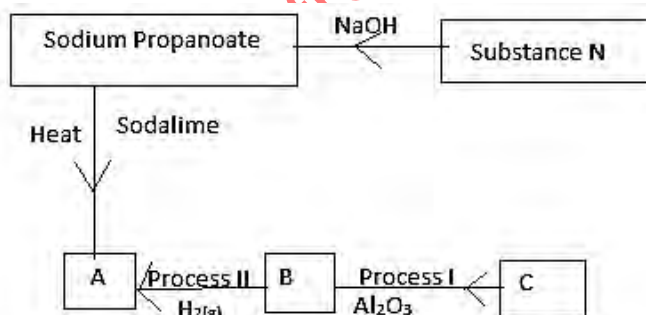 NaOH
Sodium Propanoate
Substance N
Heat
Sodalime
A
Process II
H₂(g)
B
Process I
Al₂O₃
C